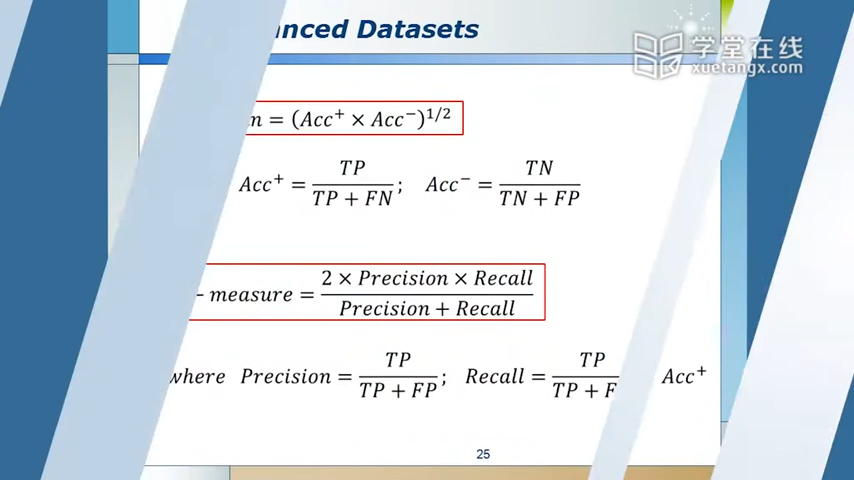 anced Datasets
学堂在线
xuetangx.com
n = (Acc⁺ × Acc⁻)^{1/2}
Acc⁺ = TP / (TP + FN); Acc⁻ = TN / (TN + FP)
– measure = (2 × Precision × Recall) / (Precision + Recall)
where Precision = TP / (TP + FP); Recall = TP / (TP + F Acc⁺
25